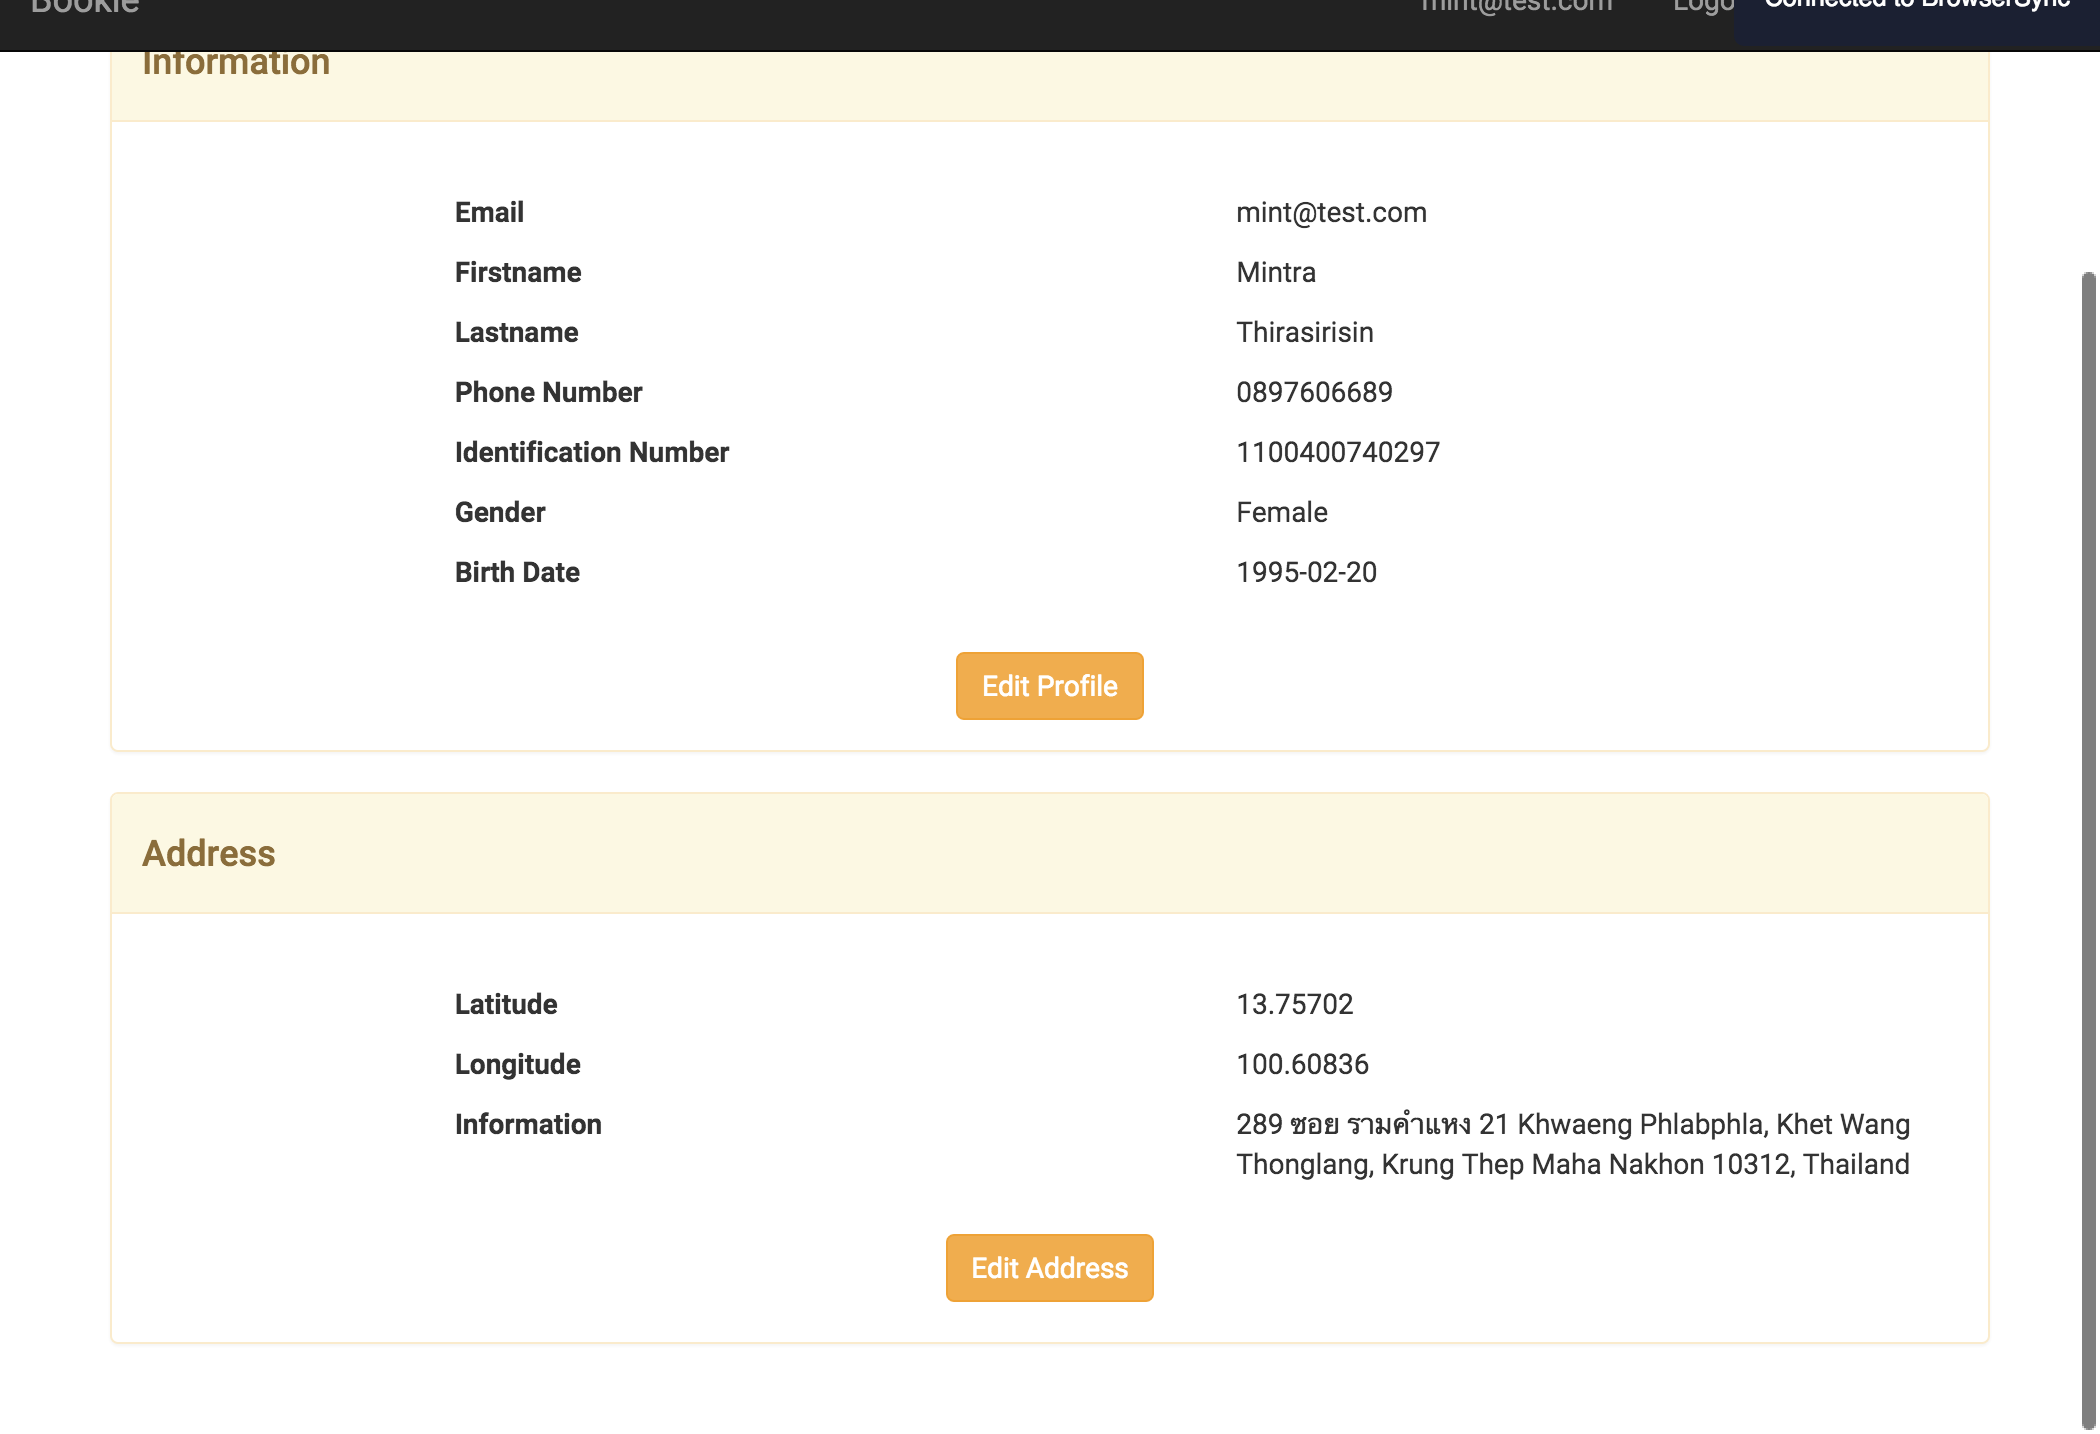 Bookie mint@test.com Logo Connected to BrowserSync
Information
Email mint@test.com
Firstname Mintra
Lastname Thirasirisin
Phone Number 0897606689
Identification Number 1100400740297
Gender Female
Birth Date 1995-02-20
Edit Profile
Address
Latitude 13.75702
Longitude 100.60836
Information 289 ซอย รามคำแหง 21 Khwaeng Phlabphla, Khet Wang
Thonglang, Krung Thep Maha Nakhon 10312, Thailand
Edit Address